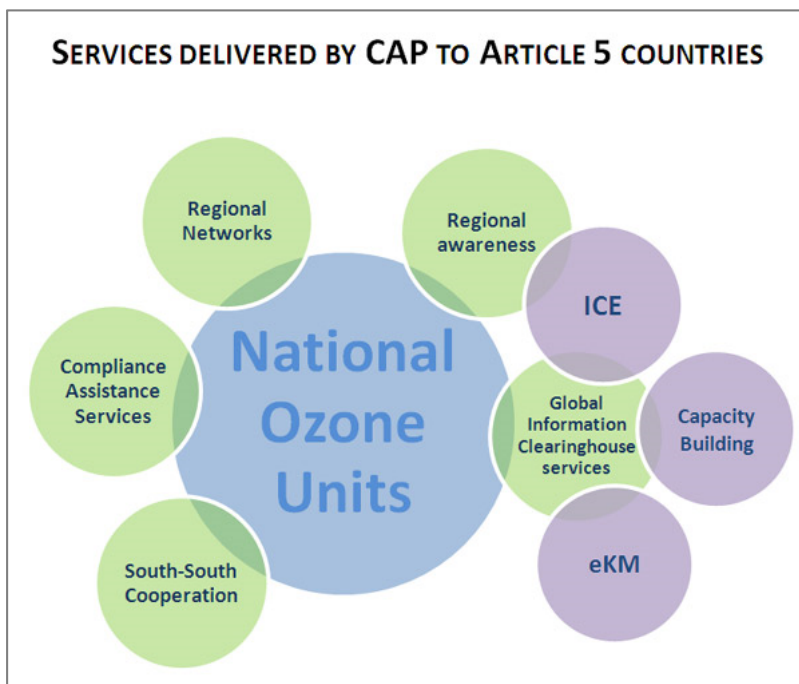 SERVICES DELIVERED BY CAP TO ARTICLE 5 COUNTRIES
Regional
Networks
Regional
awareness
ICE
National
Ozone
Units
Compliance
Assistance
Services
Global
Information
Clearinghouse
services
Capacity
Building
South-South
Cooperation
eKM